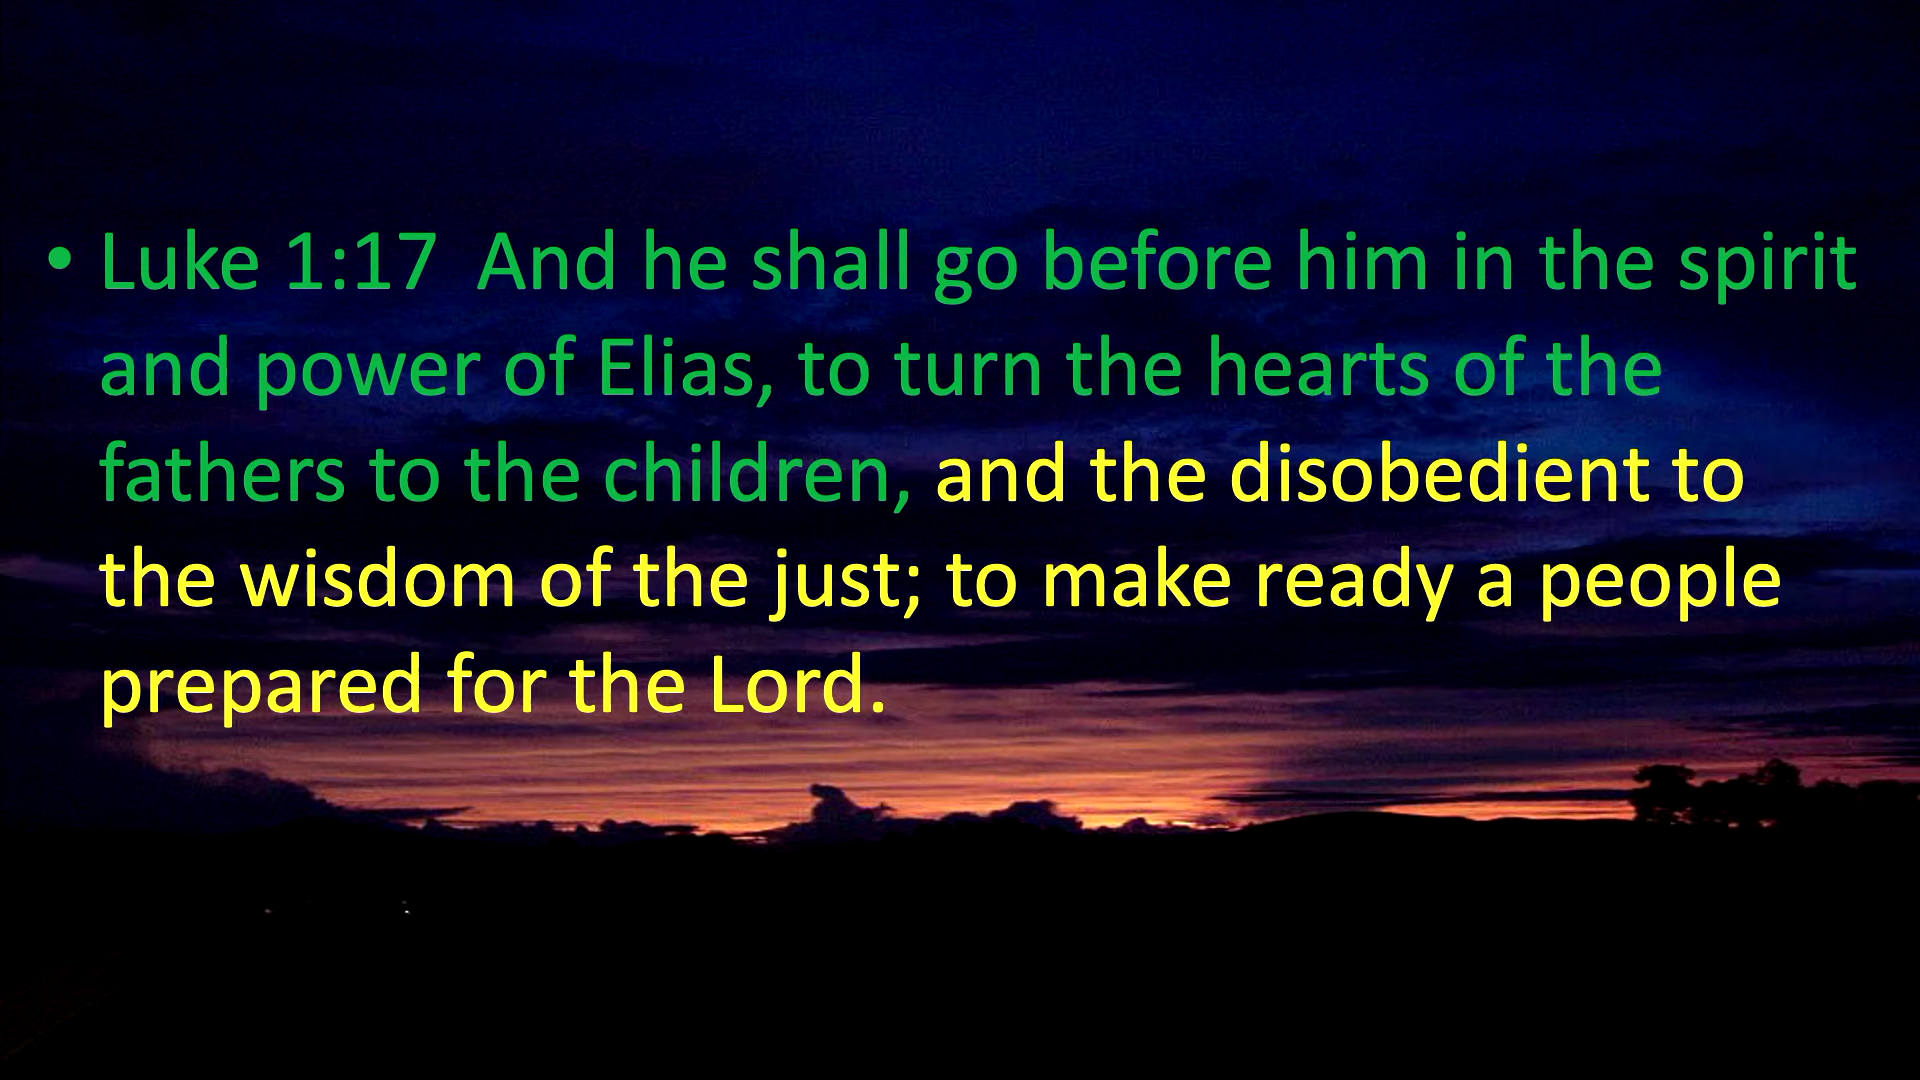 • Luke 1:17  And he shall go before him in the spirit
and power of Elias, to turn the hearts of the
fathers to the children, and the disobedient to
the wisdom of the just; to make ready a people
prepared for the Lord.